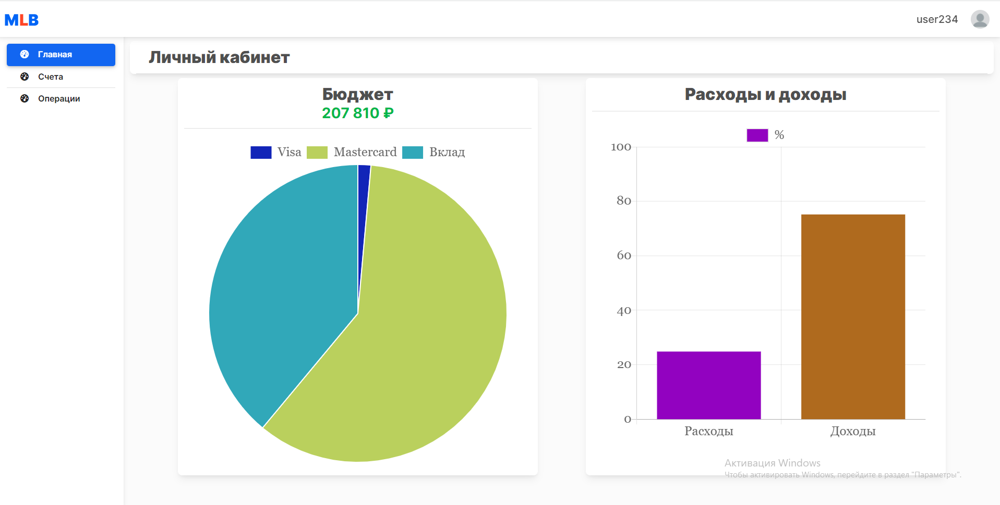 MLB
user234
Главная
Счета
Операции
Личный кабинет
Бюджет
207 810 ₽
Visa Mastercard Вклад
Расходы и доходы
%
100
80
60
40
20
0
Расходы Доходы
Активация Windows
Чтобы активировать Windows, перейдите в раздел "Параметры".